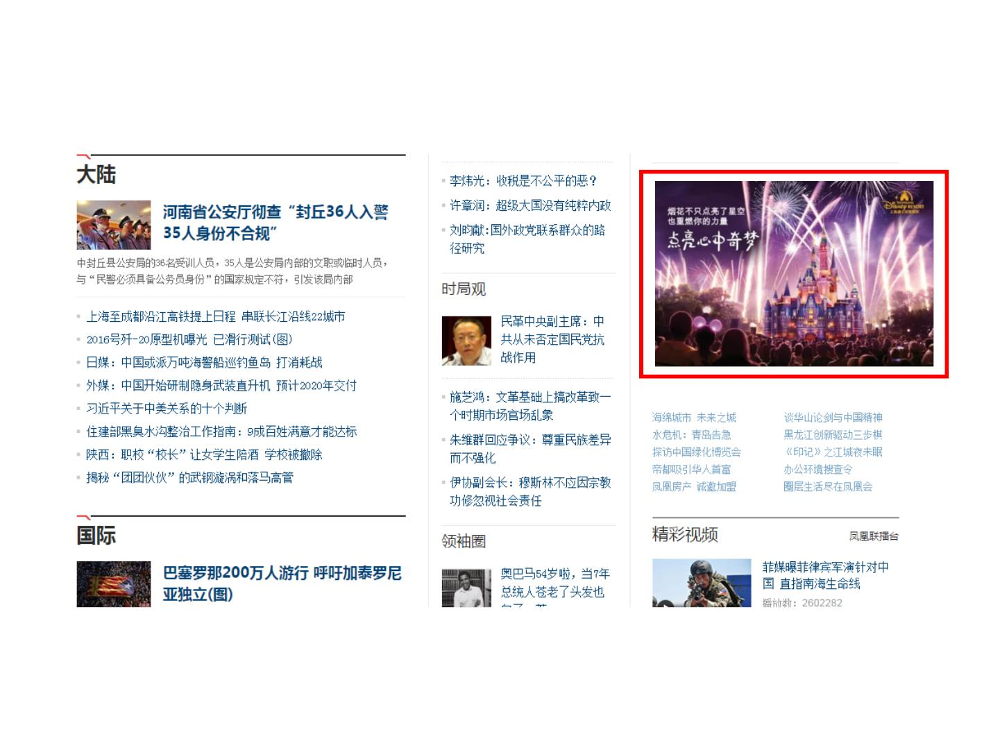 大陆
河南省公安厅彻查“封丘36人入警
35人身份不合规”
中封丘县公安局的36名受训人员，35人是公安局内部的文职或临时人员，
与“民警必须具备公务员身份”的国家规定不符，引发该局内部
上海至成都沿江高铁提上日程 串联长江沿线22城市
2016号歼-20原型机曝光 已滑行测试(图)
日媒：中国或派万吨海警船巡钓鱼岛 打消耗战
外媒：中国开始研制隐身武装直升机 预计2020年交付
习近平关于中美关系的十个判断
住建部黑臭水沟整治工作指南：9成百姓满意才能达标
陕西：职校“校长”让女学生陪酒 学校被撤除
揭秘“团团伙伙”的武钢漩涡和落马高管
国际
巴塞罗那200万人游行 呼吁加泰罗尼
亚独立(图)
李炜光：收税是不公平的恶？
许章润：超级大国没有纯粹内政
刘昀献:国外政党联系群众的路
径研究
时局观
民革中央副主席：中
共从未否定国民党抗
战作用
施芝鸿：文革基础上搞改革致一
个时期市场官场乱象
朱维群回应争议：尊重民族差异
而不强化
伊协副会长：穆斯林不应因宗教
功修忽视社会责任
领袖圈
奥巴马54岁啦，当7年
总统人苍老了头发也
烟花不只点亮了星空
也重燃你的力量
点亮心中奇梦
DISNEY RESORT
海绵城市 未来之城
谈华山论剑与中国精神
水危机：青岛告急
黑龙江创新驱动三步棋
探访中国绿化博览会
《印记》之江城夜未眠
帝都吸引华人首富
办公环境搜查令
凤凰房产 诚邀加盟
圈层生活尽在凤凰会
精彩视频
凤凰联播台
菲媒曝菲律宾军演针对中
国 直指南海生命线
播放数：2602282